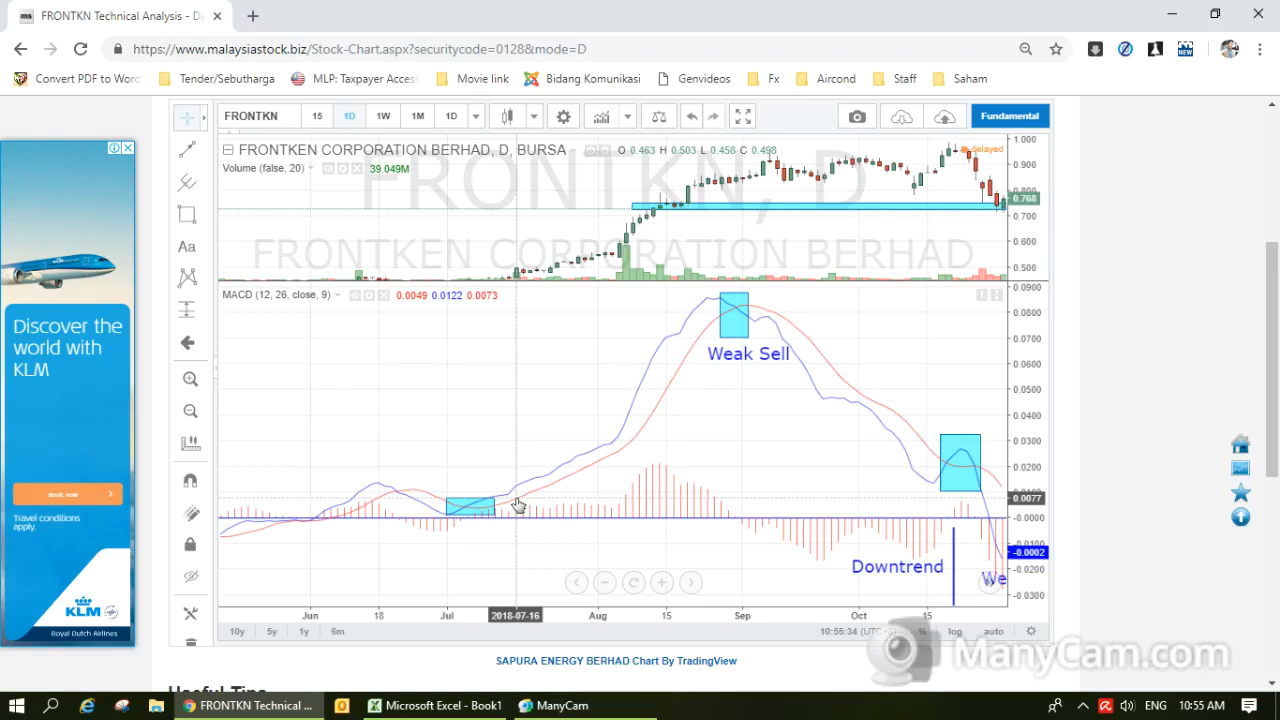 FRONTKN Technical Analysis - Da
https://www.malaysiastock.biz/Stock-Chart.aspx?securitycode=0128&mode=D
Convert PDF to Word
Tender/Sebutharga
MLP: Taxpayer Access
Movie link
Bidang Komunikasi
Genvideos
Fx
Aircond
Staff
Saham
FRONTKN 15 1D 1W 1M 1D Fundamental
FRONTKEN CORPORATION BERHAD, D, BURSA O 0.463 H 0.503 L 0.458 C 0.498
delayed
Volume (false, 20) 39.049M
FRONTKN, D
FRONTKEN CORPORATION BERHAD
1.000
0.900
0.800
0.768
0.700
0.600
0.500
MACD (12, 26, close, 9) 0.0049 0.0122 0.0073
0.0900
0.0800
0.0700
0.0600
0.0500
0.0400
0.0300
0.0200
0.0077
-0.0000
-0.0002
-0.0200
-0.0300
Weak Sell
Downtrend
We
Jun 18 Jul 2018-07-16 Aug 15 Sep Oct 15
10y 5y 1y 6m
% log auto
SAPURA ENERGY BERHAD Chart By TradingView
Useful Tips
Discover the
world with
KLM
Book now
Travel conditions
apply.
KLM
Royal Dutch Airlines
Aa
ManyCam.com
FRONTKN Technical ...
Microsoft Excel - Book1
ManyCam
ENG
10:55 AM